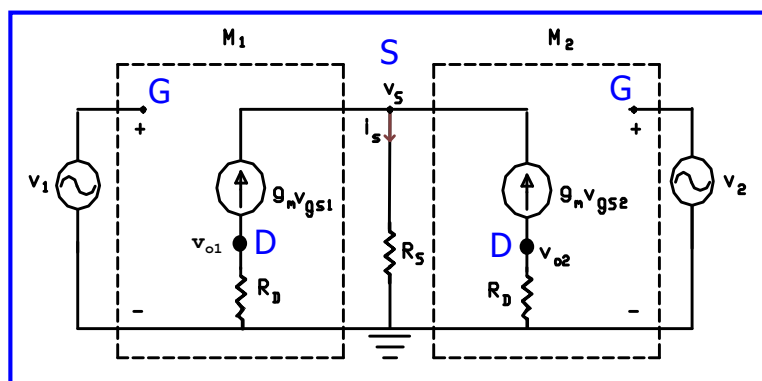 M1 S M2
G G
vS
+ is +
v1 gmvgs1 gmvgs2 v2
vo1 D RS D vo2
RD RD
- -